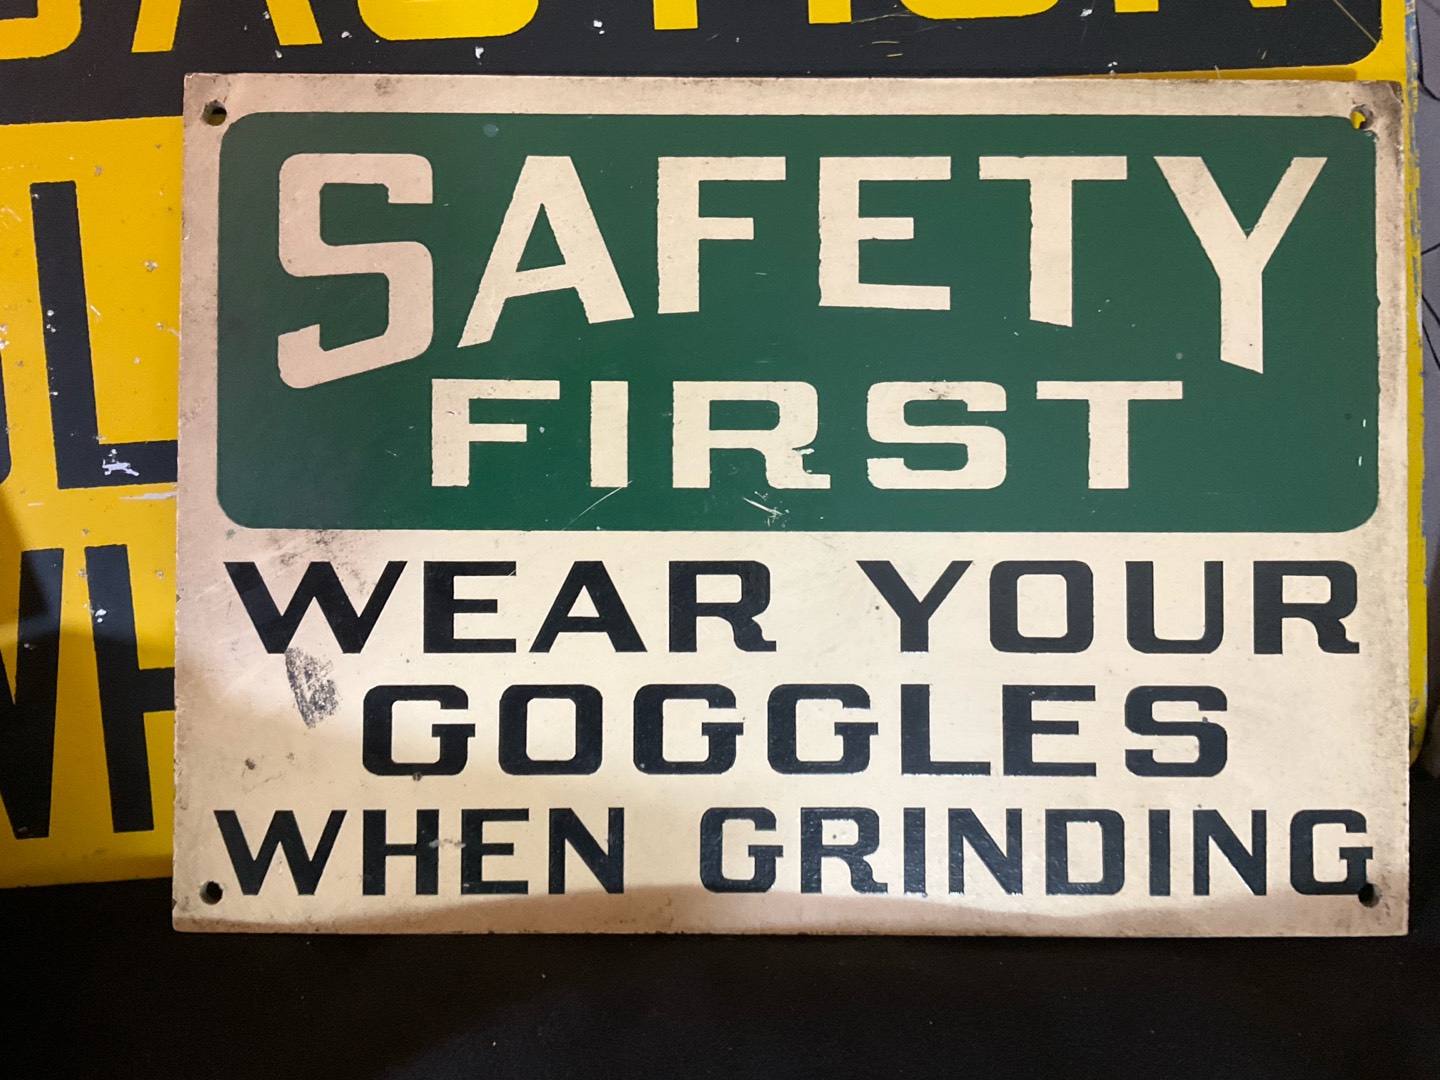 SAFETY
FIRST
WEAR YOUR
GOGGLES
WHEN GRINDING